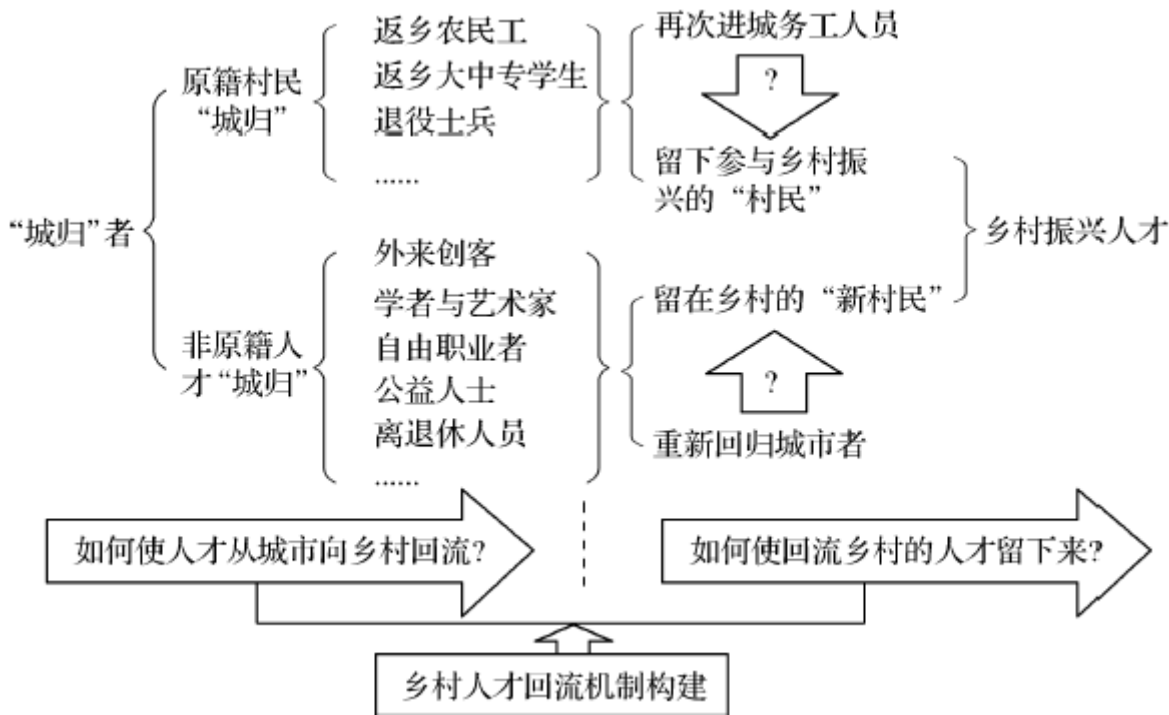 “城归”者
原籍村民
“城归”
返乡农民工
返乡大中专学生
退役士兵
......
再次进城务工人员
?
留下参与乡村振
兴的“村民”
非原籍人
才“城归”
外来创客
学者与艺术家
自由职业者
公益人士
离退休人员
......
留在乡村的“新村民”
?
重新回归城市者
乡村振兴人才
如何使人才从城市向乡村回流?
如何使回流乡村的人才留下来?
乡村人才回流机制构建